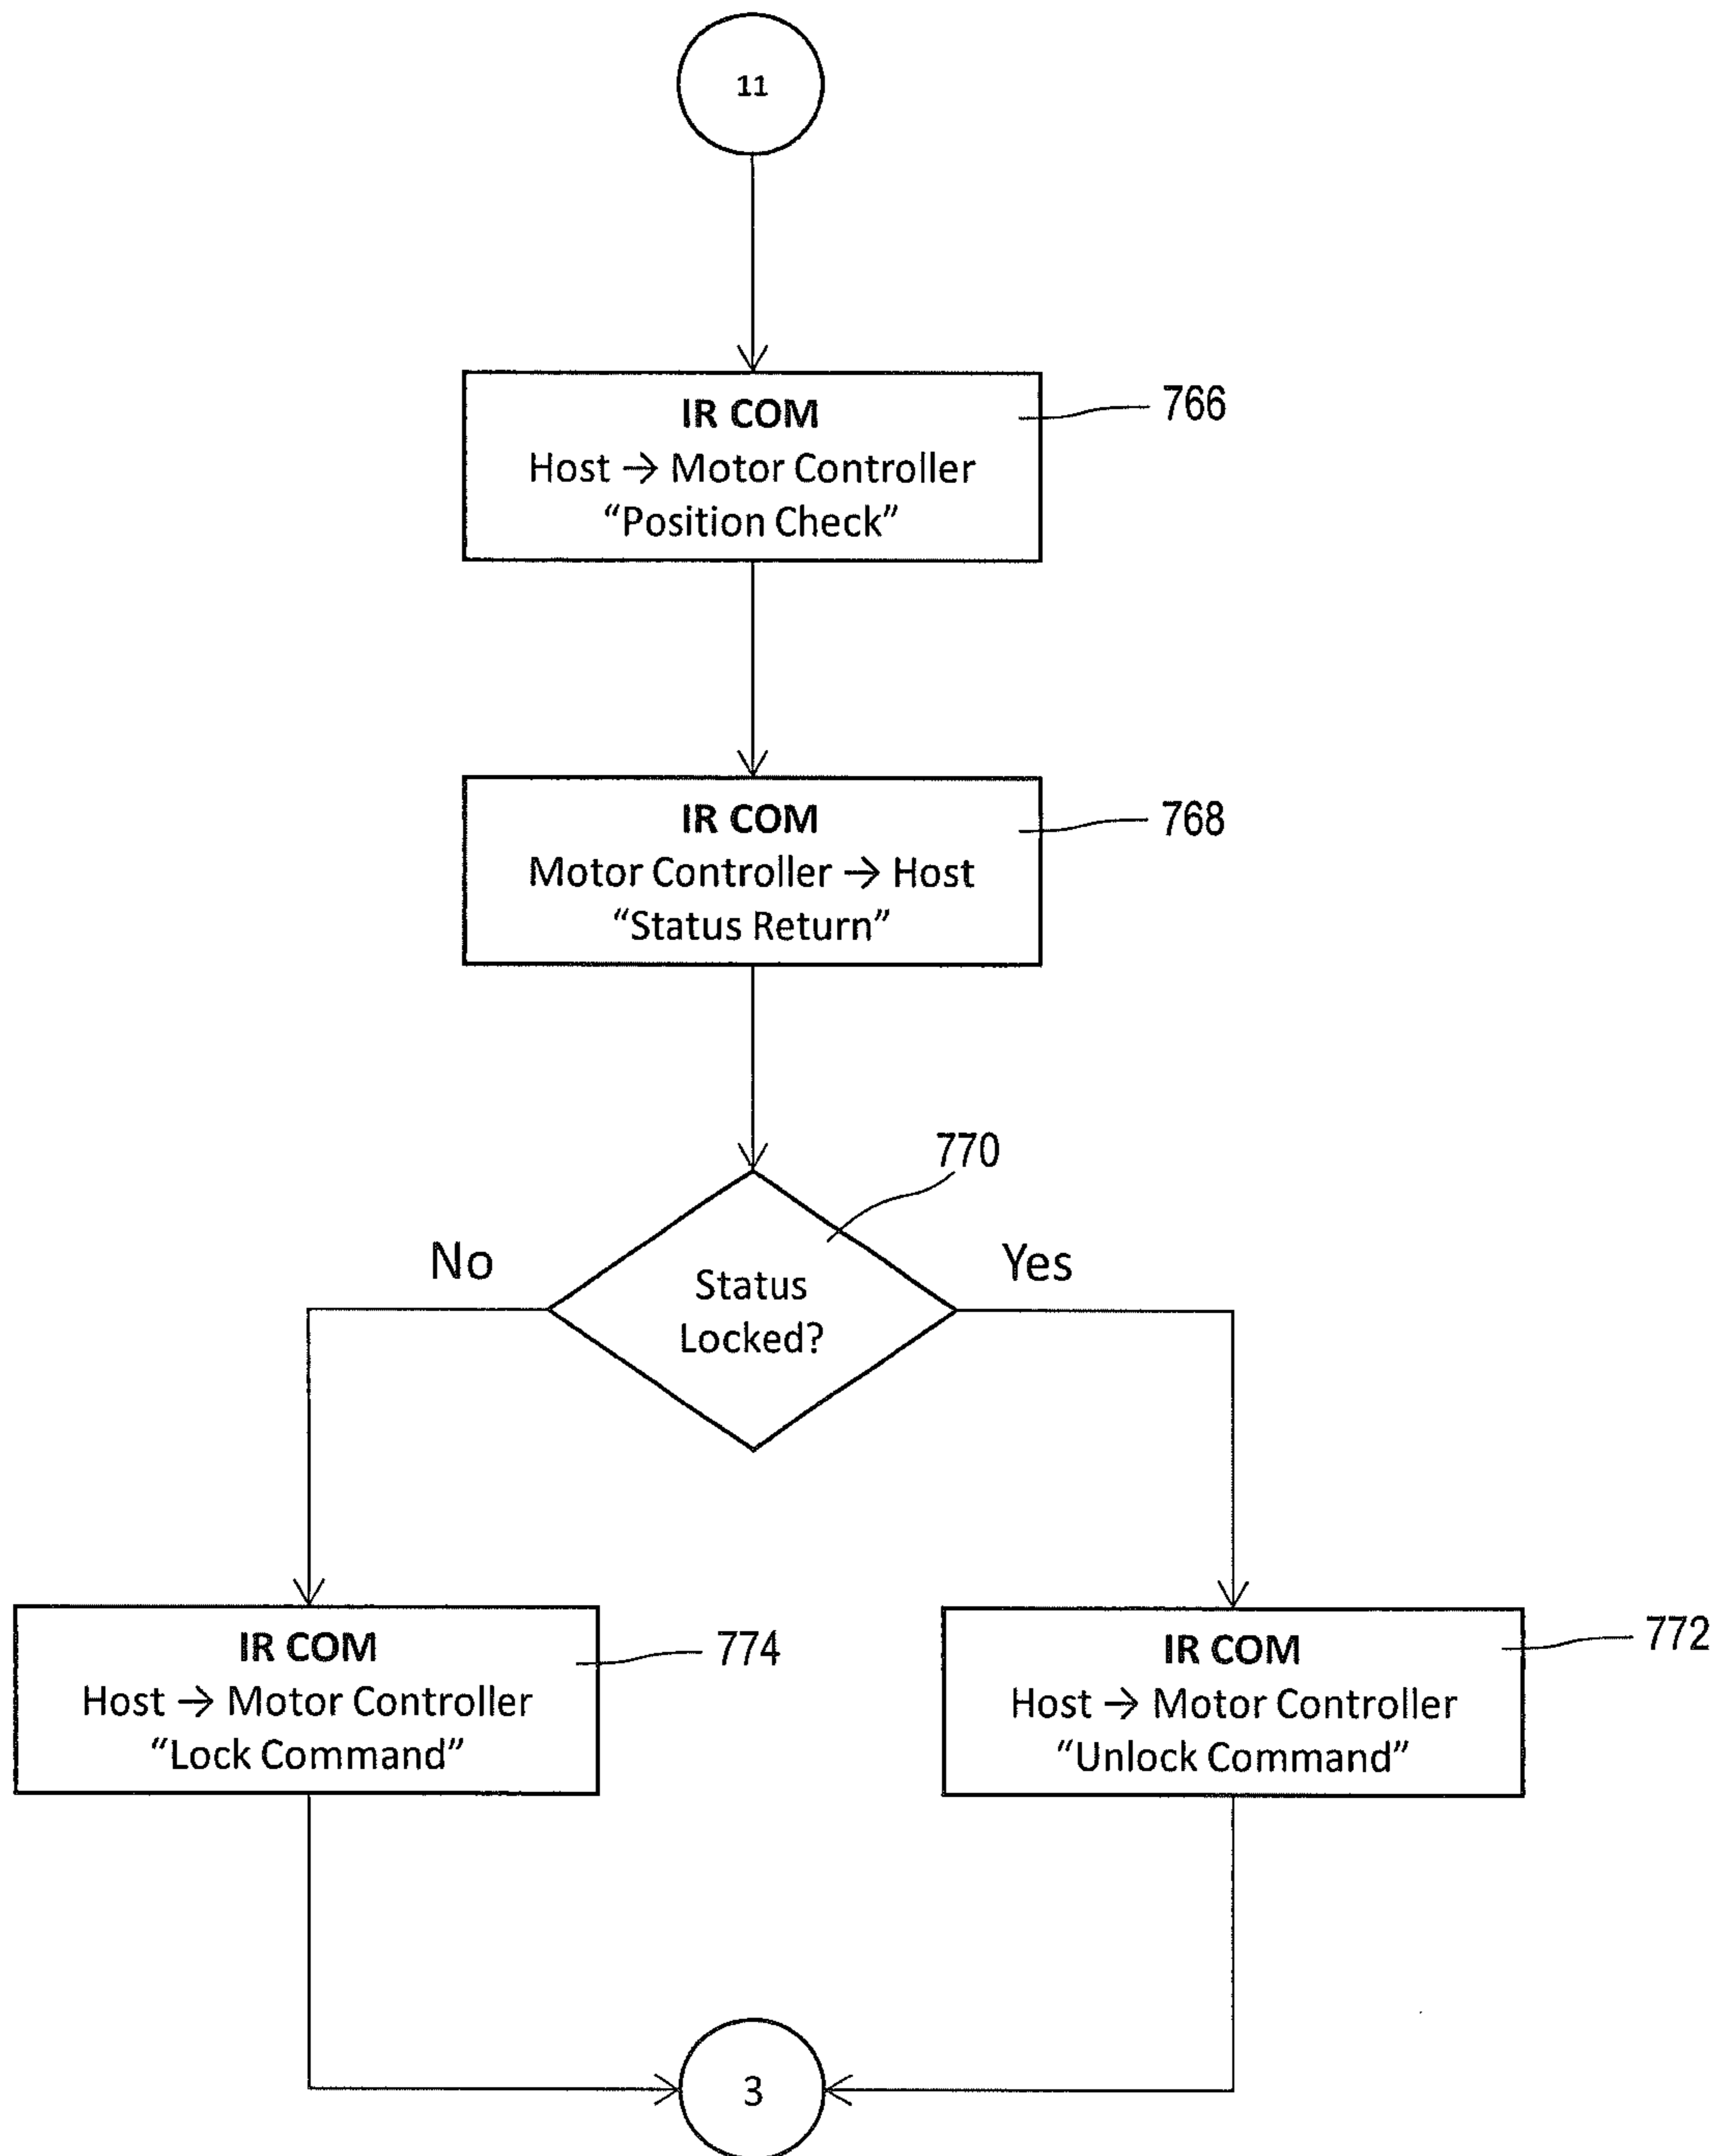 11
IR COM
Host → Motor Controller
“Position Check”
766
IR COM
Motor Controller → Host
“Status Return”
768
770
No
Yes
Status
Locked?
IR COM
Host → Motor Controller
“Lock Command”
774
IR COM
Host → Motor Controller
“Unlock Command”
772
3